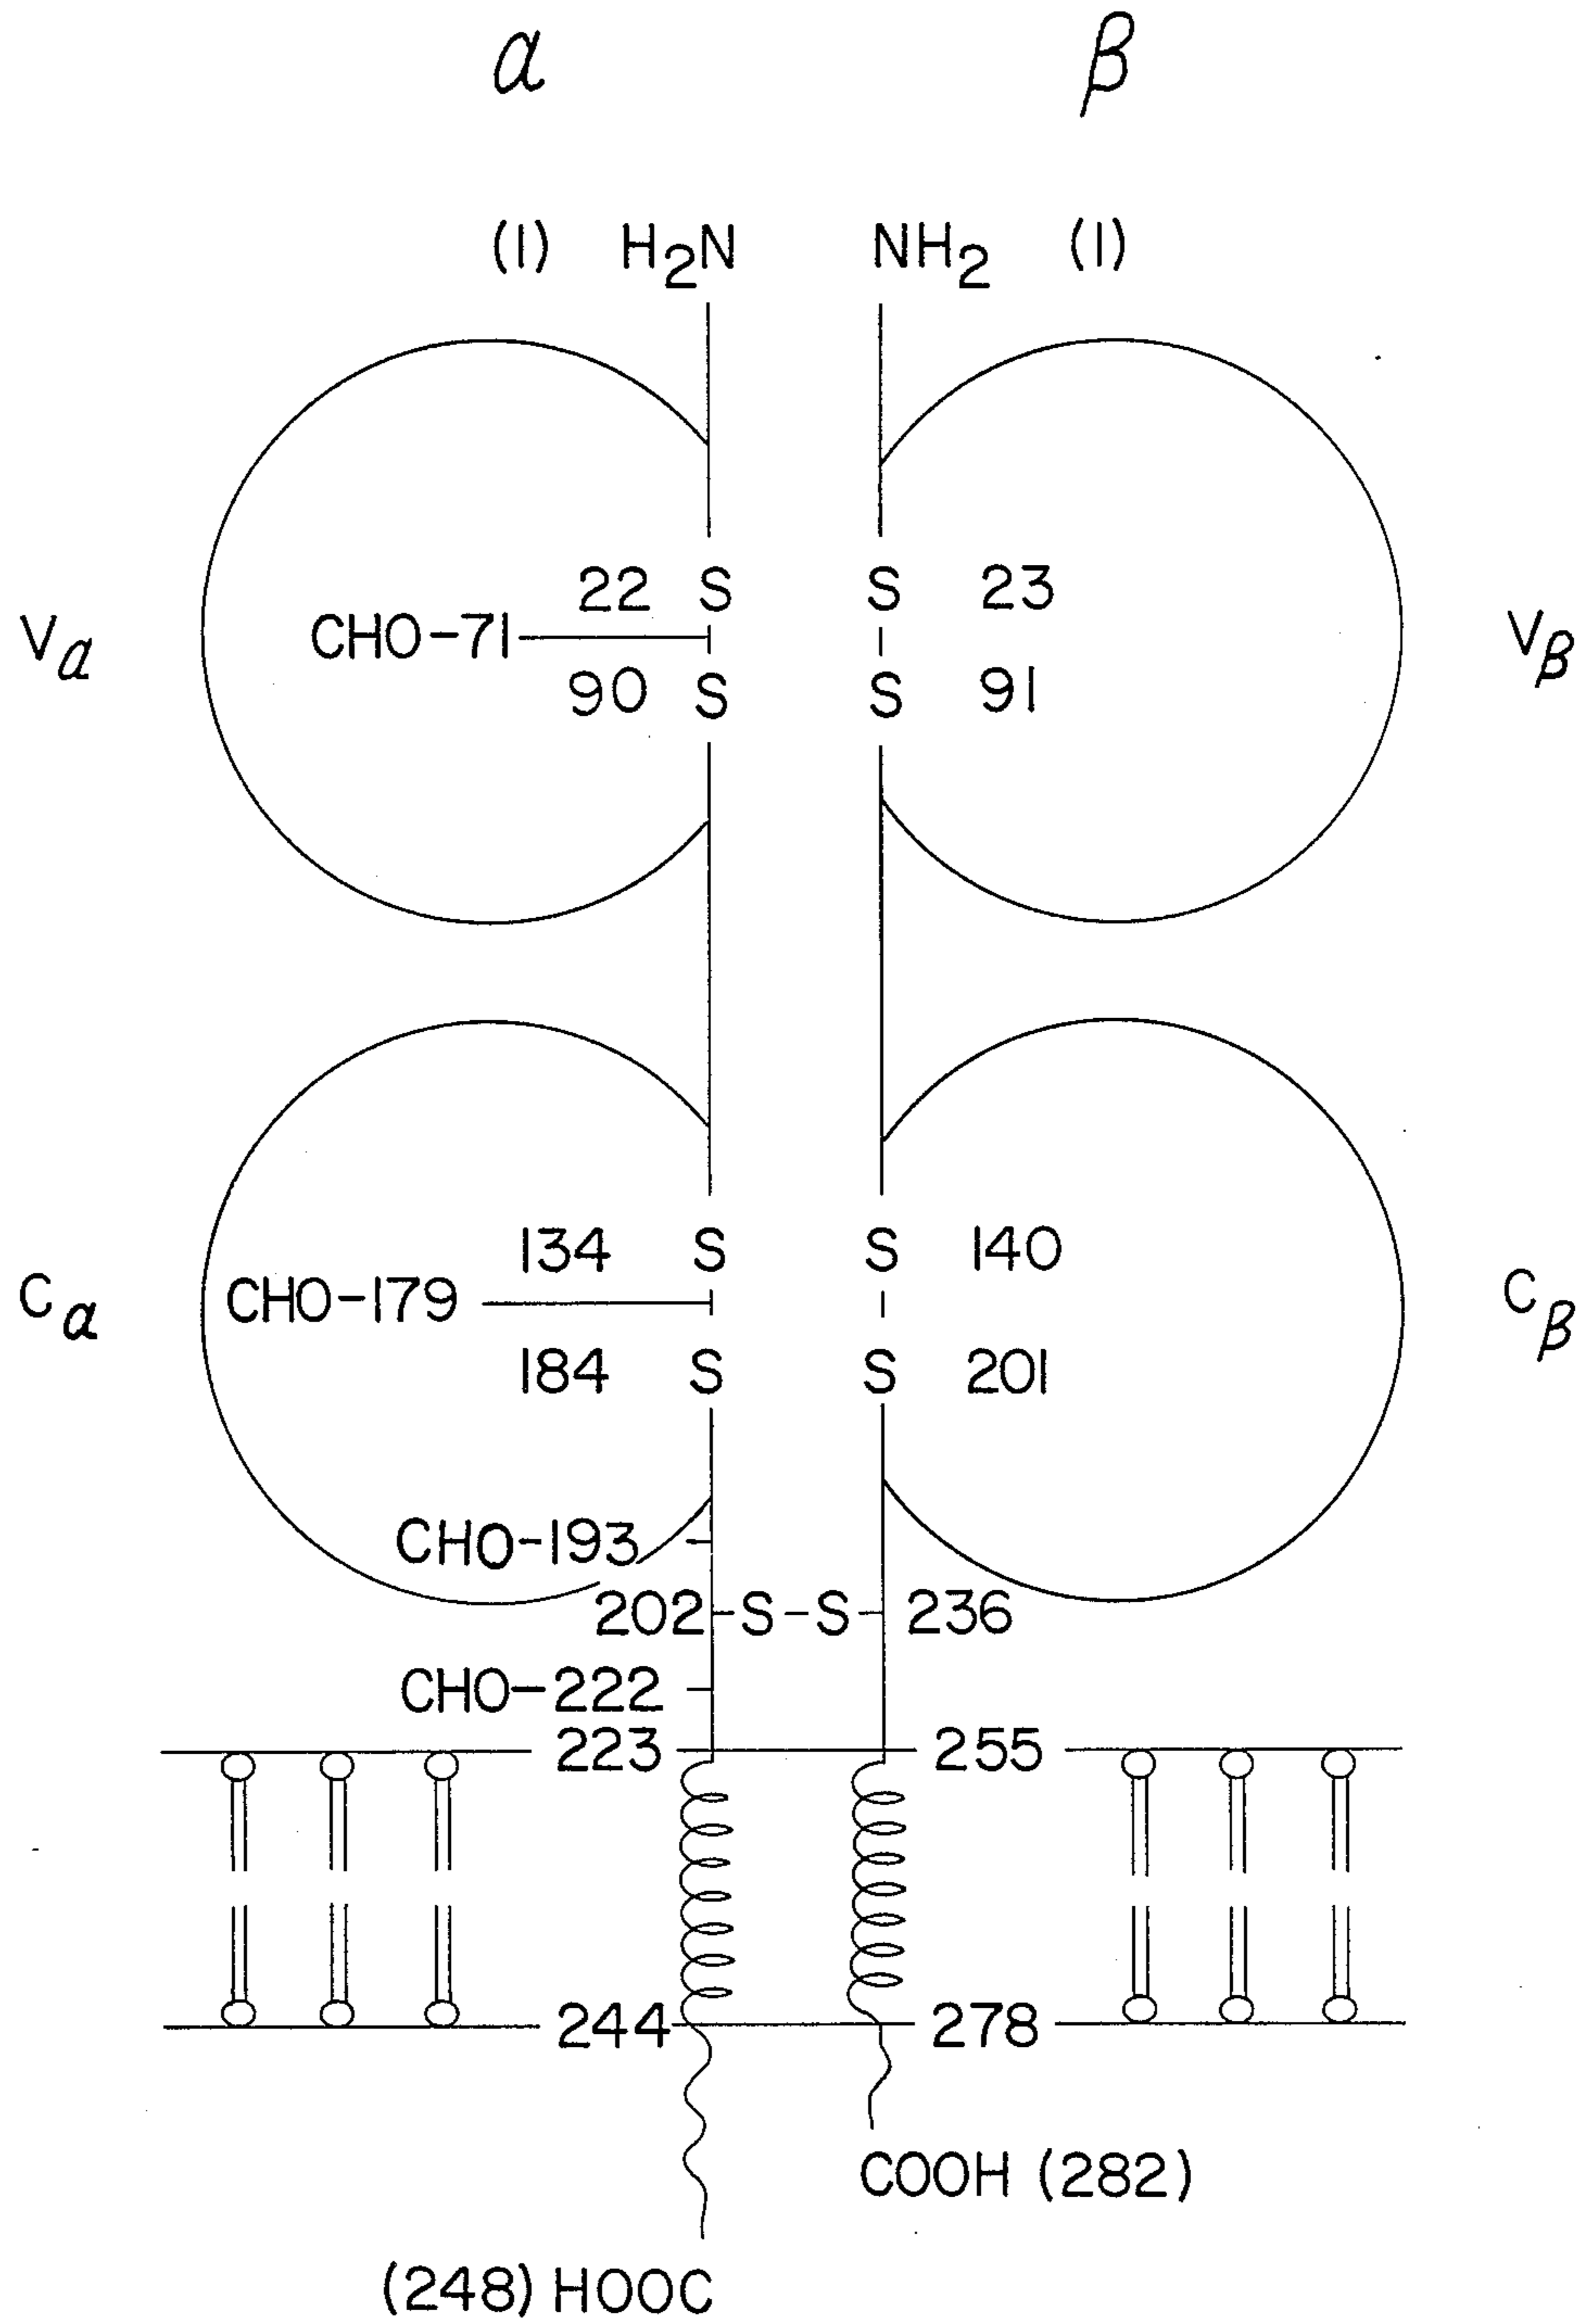 α β
(1) H2N NH2 (1)
22 S S 23
Vα CHO-71 Vβ
90 S S 91
134 S S 140
Cα CHO-179 Cβ
184 S S 201
CHO-193
202-S-S-236
CHO-222
223 255
244 278
COOH (282)
(248) HOOC